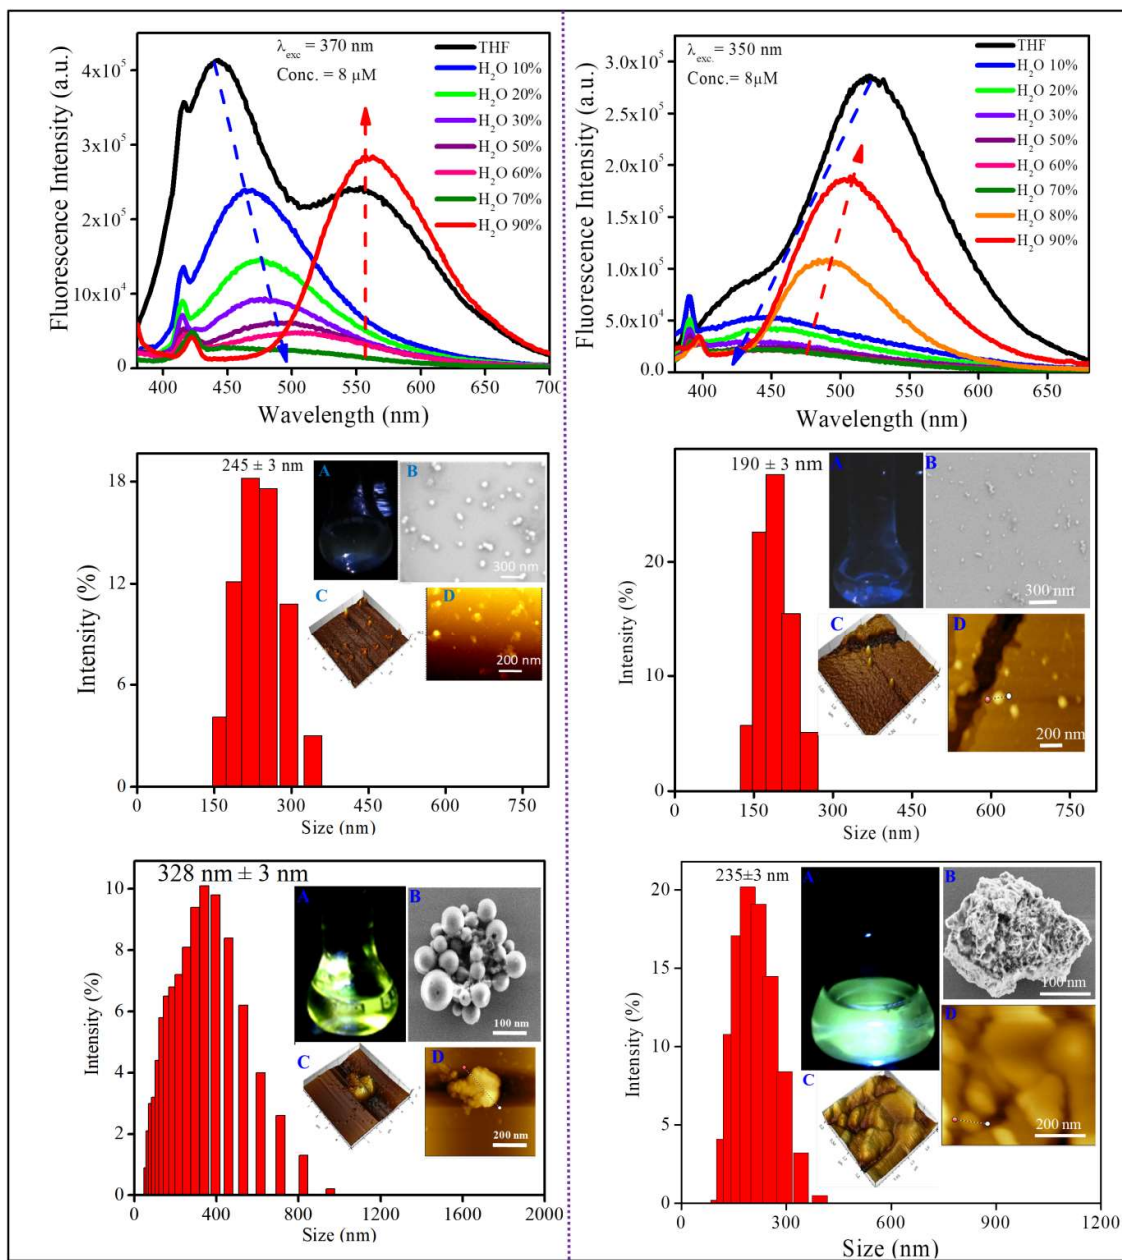 λexc = 370 nm
Conc. = 8 µM
THF
H2O 10%
H2O 20%
H2O 30%
H2O 50%
H2O 60%
H2O 70%
H2O 90%
Fluorescence Intensity (a.u.)
4x10^5
4x10^5
2x10^5
10x10^4
0
400 450 500 550 600 650 700
Wavelength (nm)
λexc. = 350 nm
Conc. = 8µM
THF
H2O 10%
H2O 20%
H2O 30%
H2O 50%
H2O 60%
H2O 70%
H2O 80%
H2O 90%
Fluorescence Intensity (a.u.)
3.0x10^5
2.5x10^5
2.0x10^5
1.5x10^5
1.0x10^5
5.0x10^4
0.0
400 450 500 550 600 650
Wavelength (nm)
245 ± 3 nm
A
B
300 nm
C
D
200 nm
Intensity (%)
18
12
6
0
0 150 300 450 600 750
Size (nm)
190 ± 3 nm
A
B
300 nm
C
D
200 nm
Intensity (%)
20
10
0
0 150 300 450 600 750
Size (nm)
328 nm ± 3 nm
A
B
100 nm
C
D
200 nm
Intensity (%)
10
8
6
4
2
0
0 400 800 1200 1600 2000
Size (nm)
235±3 nm
A
B
100 nm
C
D
200 nm
Intensity (%)
20
15
10
5
0
0 300 600 900 1200
Size (nm)